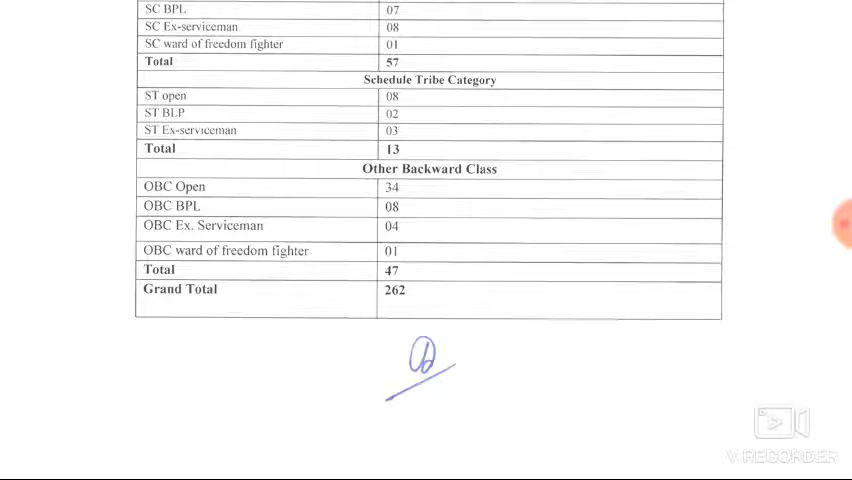 SC BPL 07
SC Ex-serviceman 08
SC ward of freedom fighter 01
Total 57
Schedule Tribe Category
ST open 08
ST BLP 02
ST Ex-serviceman 03
Total 13
Other Backward Class
OBC Open 34
OBC BPL 08
OBC Ex. Serviceman 04
OBC ward of freedom fighter 01
Total 47
Grand Total 262
V RECORDER